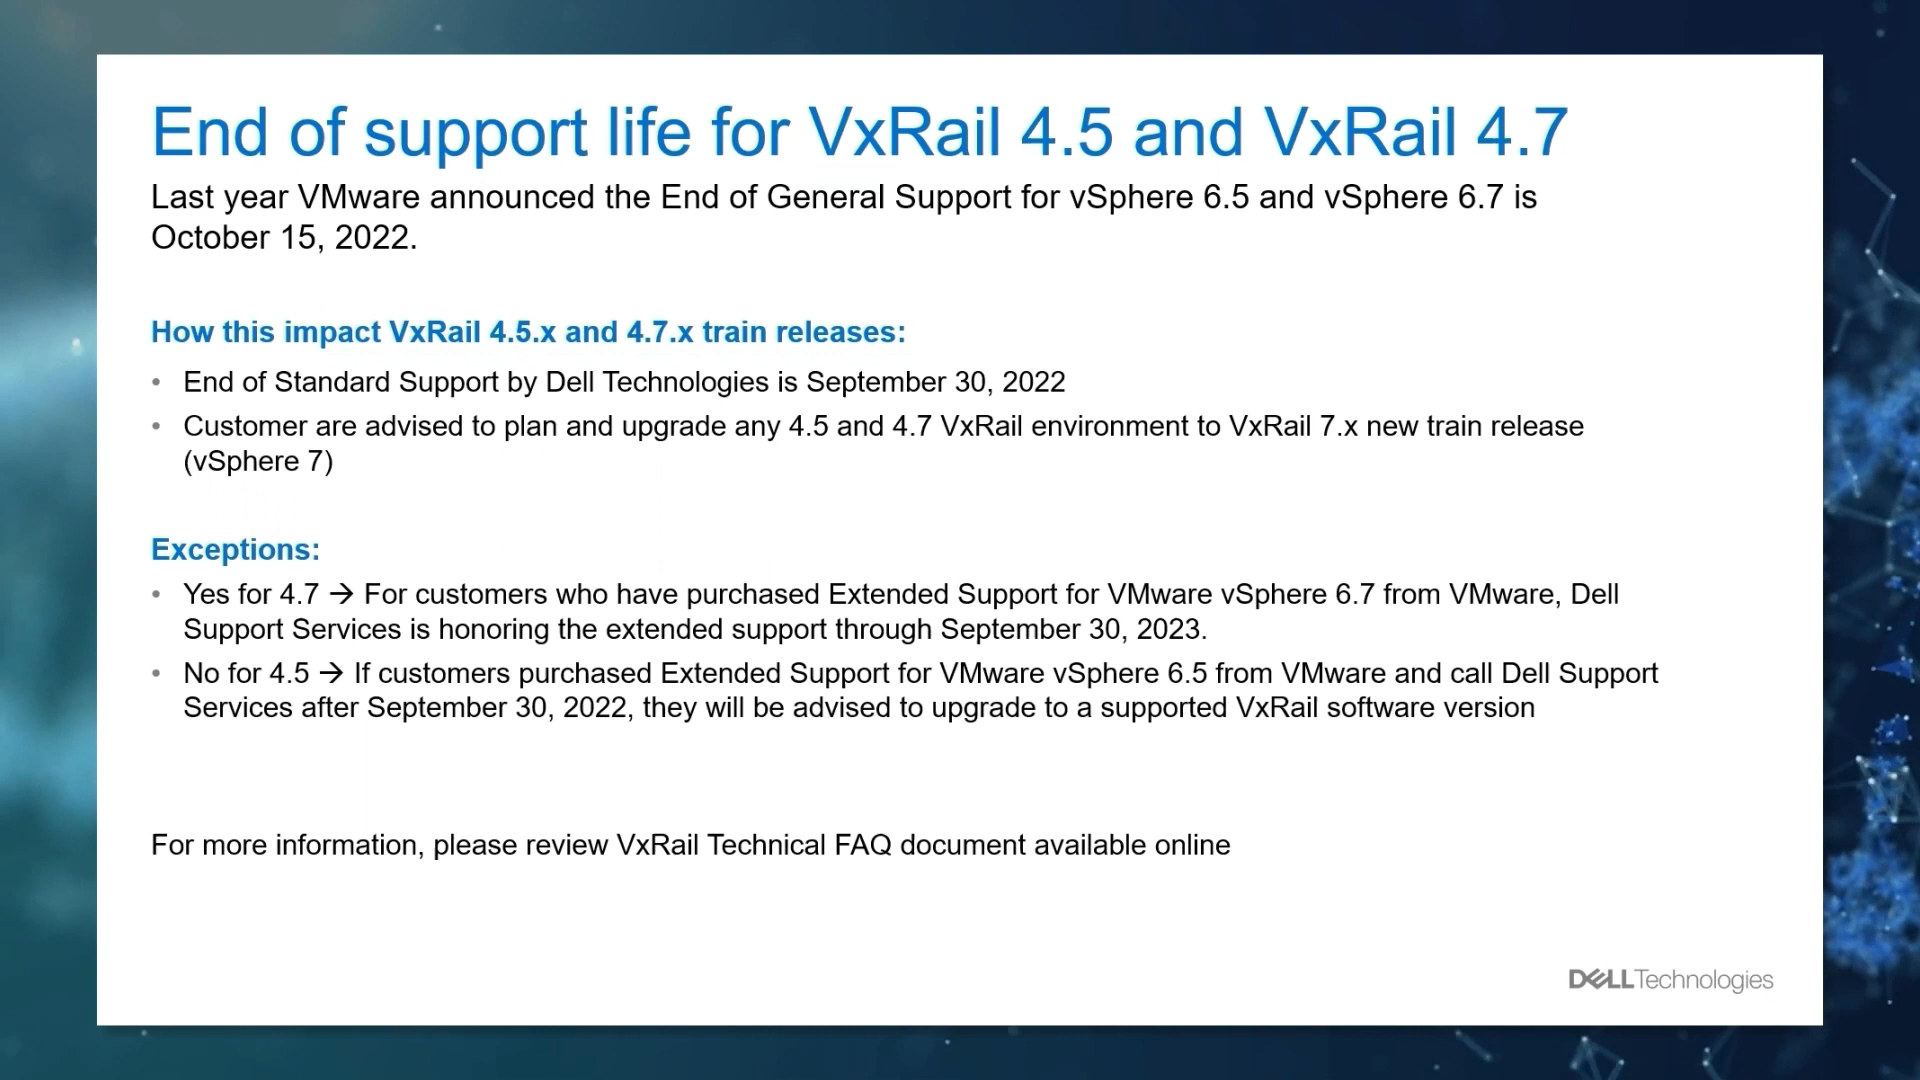 End of support life for VxRail 4.5 and VxRail 4.7
Last year VMware announced the End of General Support for vSphere 6.5 and vSphere 6.7 is
October 15, 2022.
How this impact VxRail 4.5.x and 4.7.x train releases:
• End of Standard Support by Dell Technologies is September 30, 2022
• Customer are advised to plan and upgrade any 4.5 and 4.7 VxRail environment to VxRail 7.x new train release
(vSphere 7)
Exceptions:
• Yes for 4.7 → For customers who have purchased Extended Support for VMware vSphere 6.7 from VMware, Dell
Support Services is honoring the extended support through September 30, 2023.
• No for 4.5 → If customers purchased Extended Support for VMware vSphere 6.5 from VMware and call Dell Support
Services after September 30, 2022, they will be advised to upgrade to a supported VxRail software version
For more information, please review VxRail Technical FAQ document available online
DELL Technologies